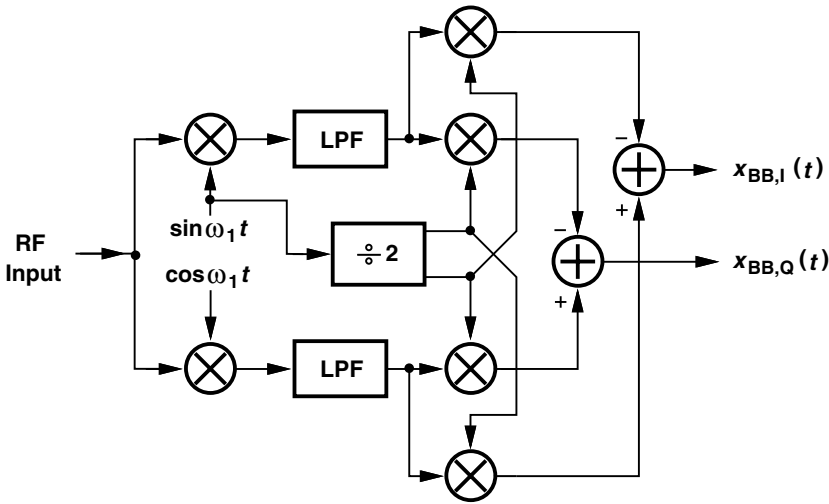 LPF
−
x_BB,I (t)
+
sin ω₁ t
RF
Input
÷ 2
−
x_BB,Q (t)
cos ω₁ t
+
LPF